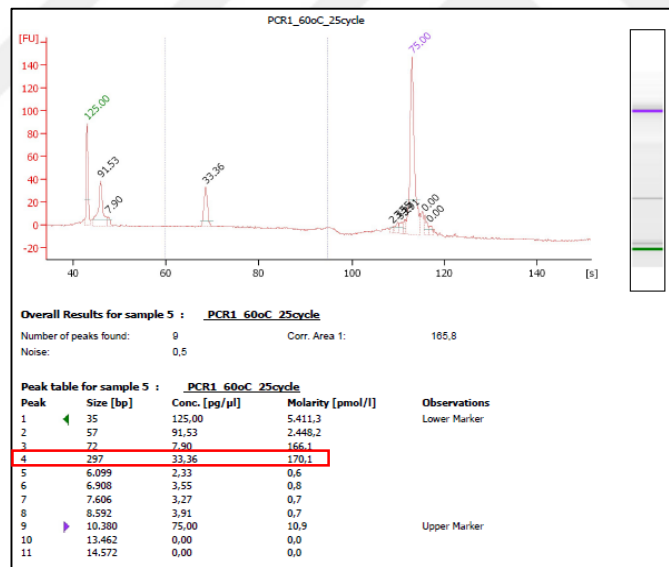 PCR1_60oC_25cycle
[FU]
140
120
100
80
60
40
20
0
-20
125.00
91.53
7.90
33.36
75.00
0.00
0.00
40 60 80 100 120 140 [s]
Overall Results for sample 5 : PCR1_60oC_25cycle
Number of peaks found: 9 Corr. Area 1: 165,8
Noise: 0,5
Peak table for sample 5 : PCR1_60oC_25cycle
Peak Size [bp] Conc. [pg/µl] Molarity [pmol/l] Observations
1 35 125,00 5.411,3 Lower Marker
2 57 91,53 2.448,2
3 72 7,90 166,1
4 297 33,36 170,1
5 6.099 2,33 0,6
6 6.908 3,55 0,8
7 7.606 3,27 0,7
8 8.592 3,91 0,7
9 10.380 75,00 10,9 Upper Marker
10 13.462 0,00 0,0
11 14.572 0,00 0,0